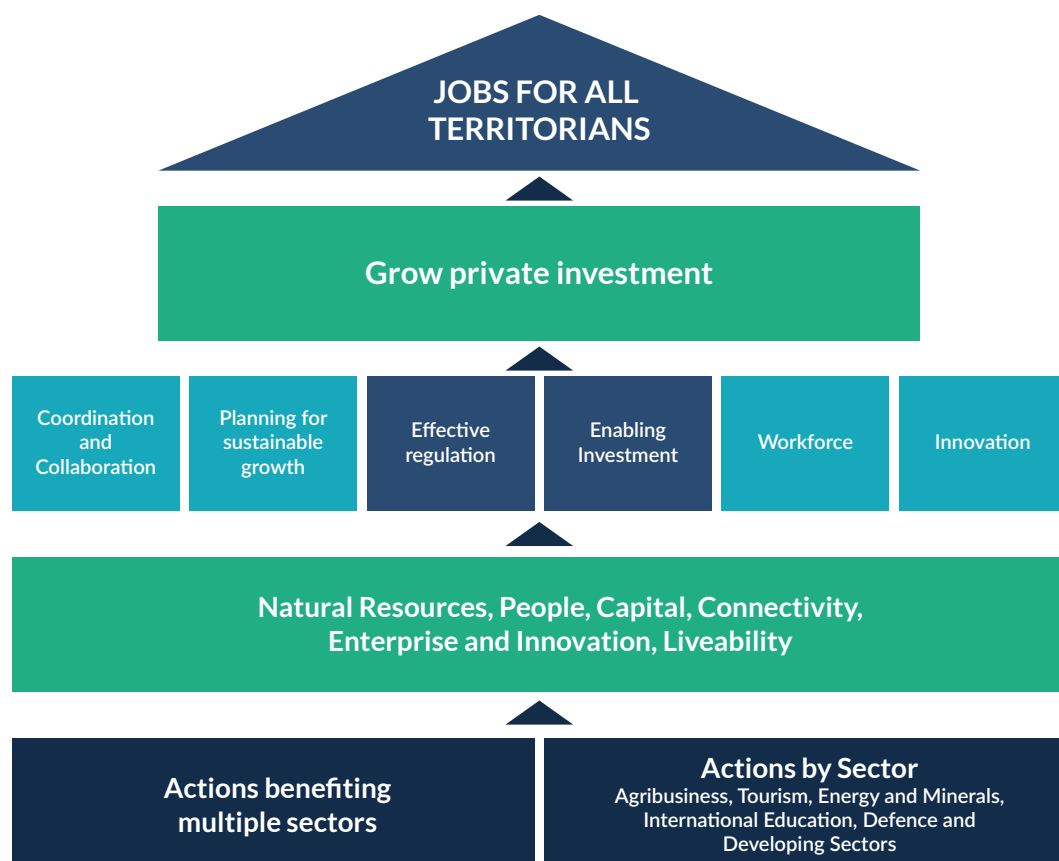 JOBS FOR ALL
TERRITORIANS
Grow private investment
Coordination
and
Collaboration
Planning for
sustainable
growth
Effective
regulation
Enabling
Investment
Workforce
Innovation
Natural Resources, People, Capital, Connectivity,
Enterprise and Innovation, Liveability
Actions benefiting
multiple sectors
Actions by Sector
Agribusiness, Tourism, Energy and Minerals,
International Education, Defence and
Developing Sectors